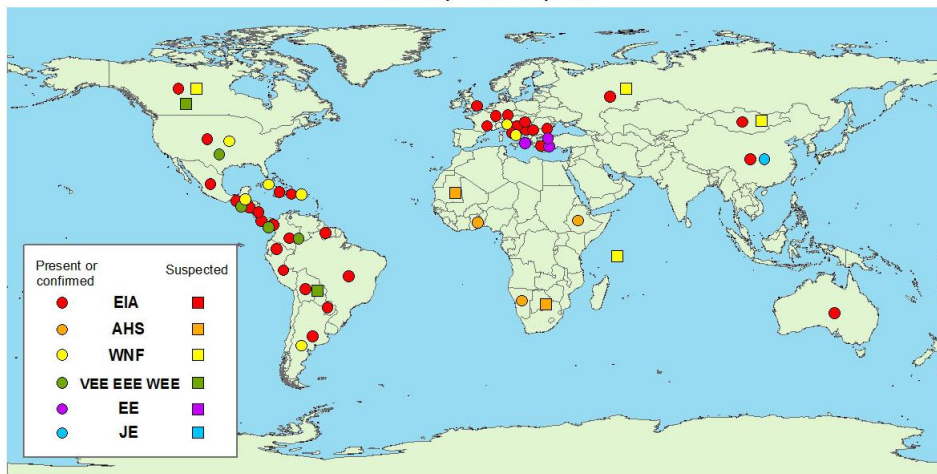 Present or
confirmed
Suspected
EIA
AHS
WNF
VEE EEE WEE
EE
JE